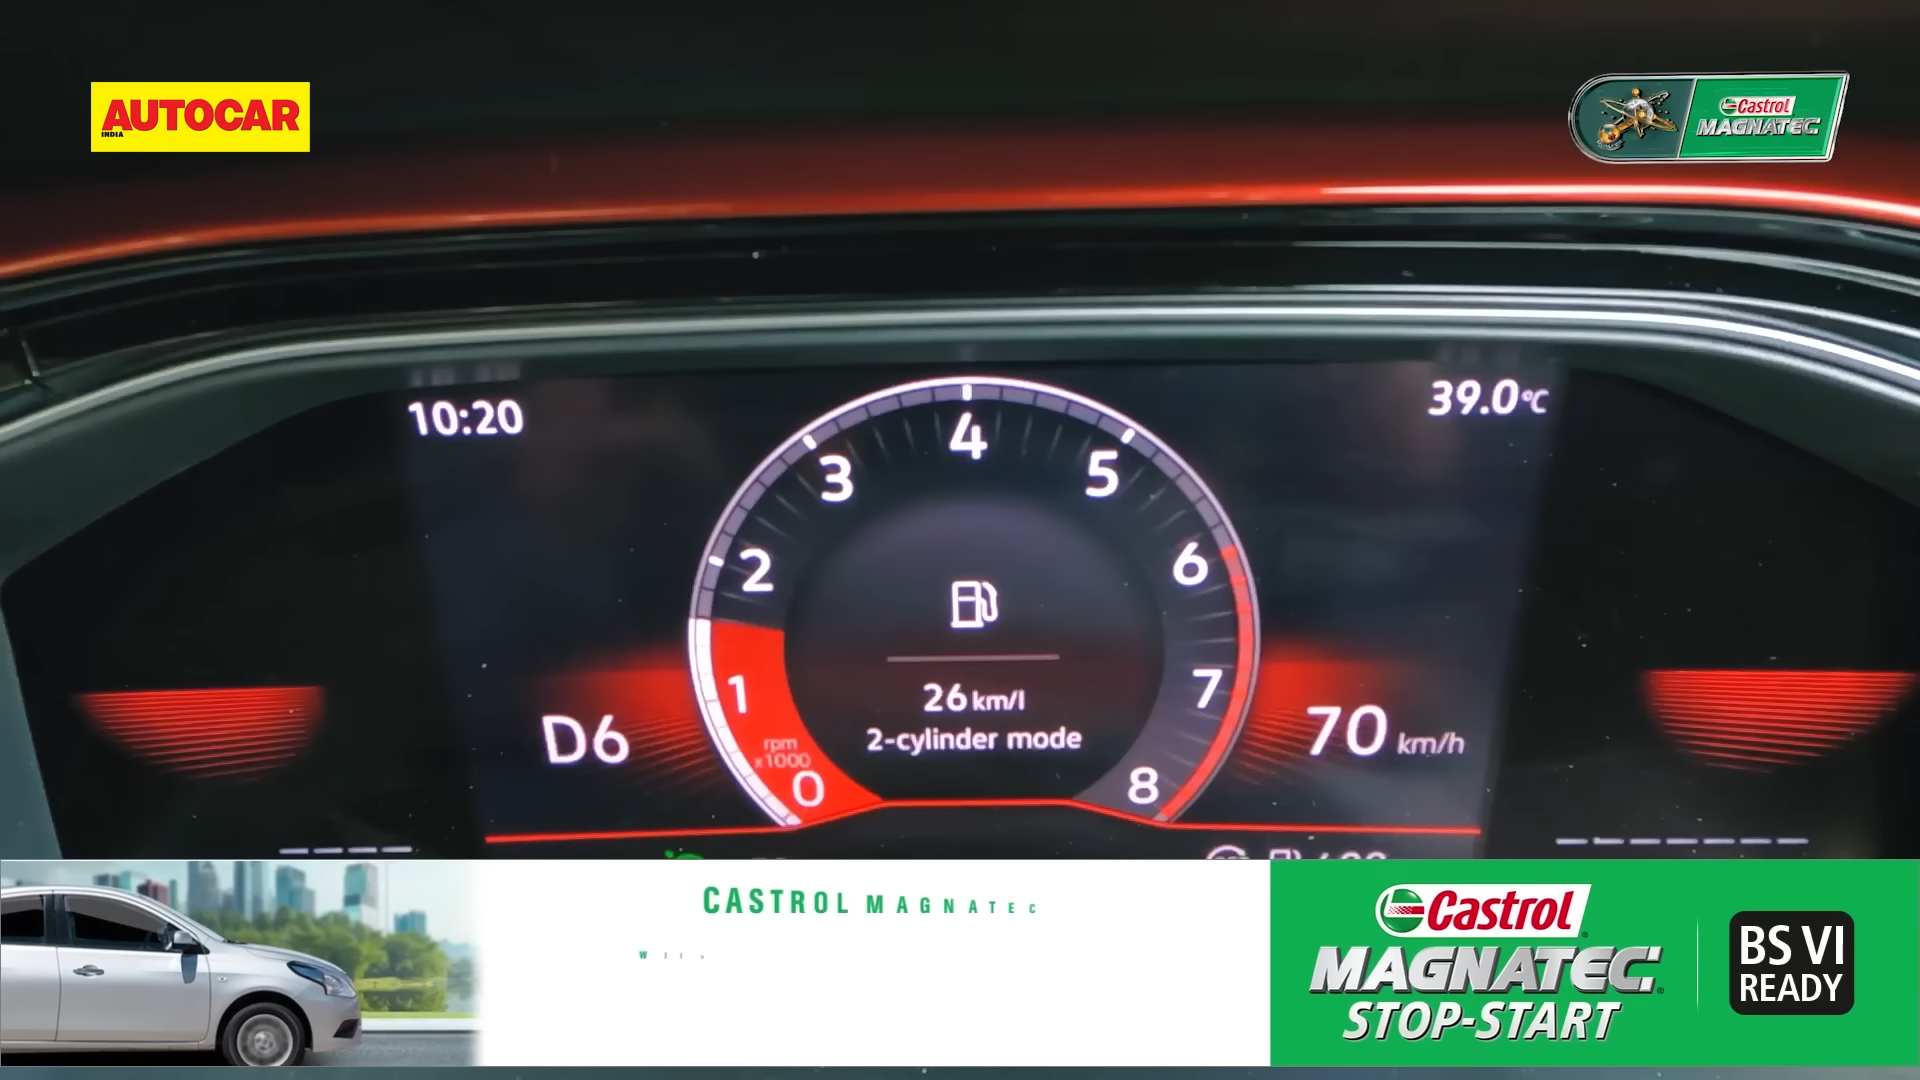 AUTOCAR
INDIA
Castrol
MAGNATEC
10:20
39.0°C
4
3
5
2
6
1
7
rpm
x1000
0
8
26 km/l
2-cylinder mode
D6
70 km/h
CASTROL MAGNATEC
Castrol
MAGNATEC
STOP-START
BS VI
READY